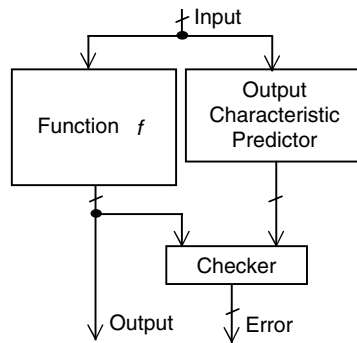 Input
Function f
Output
Characteristic
Predictor
Checker
Output
Error